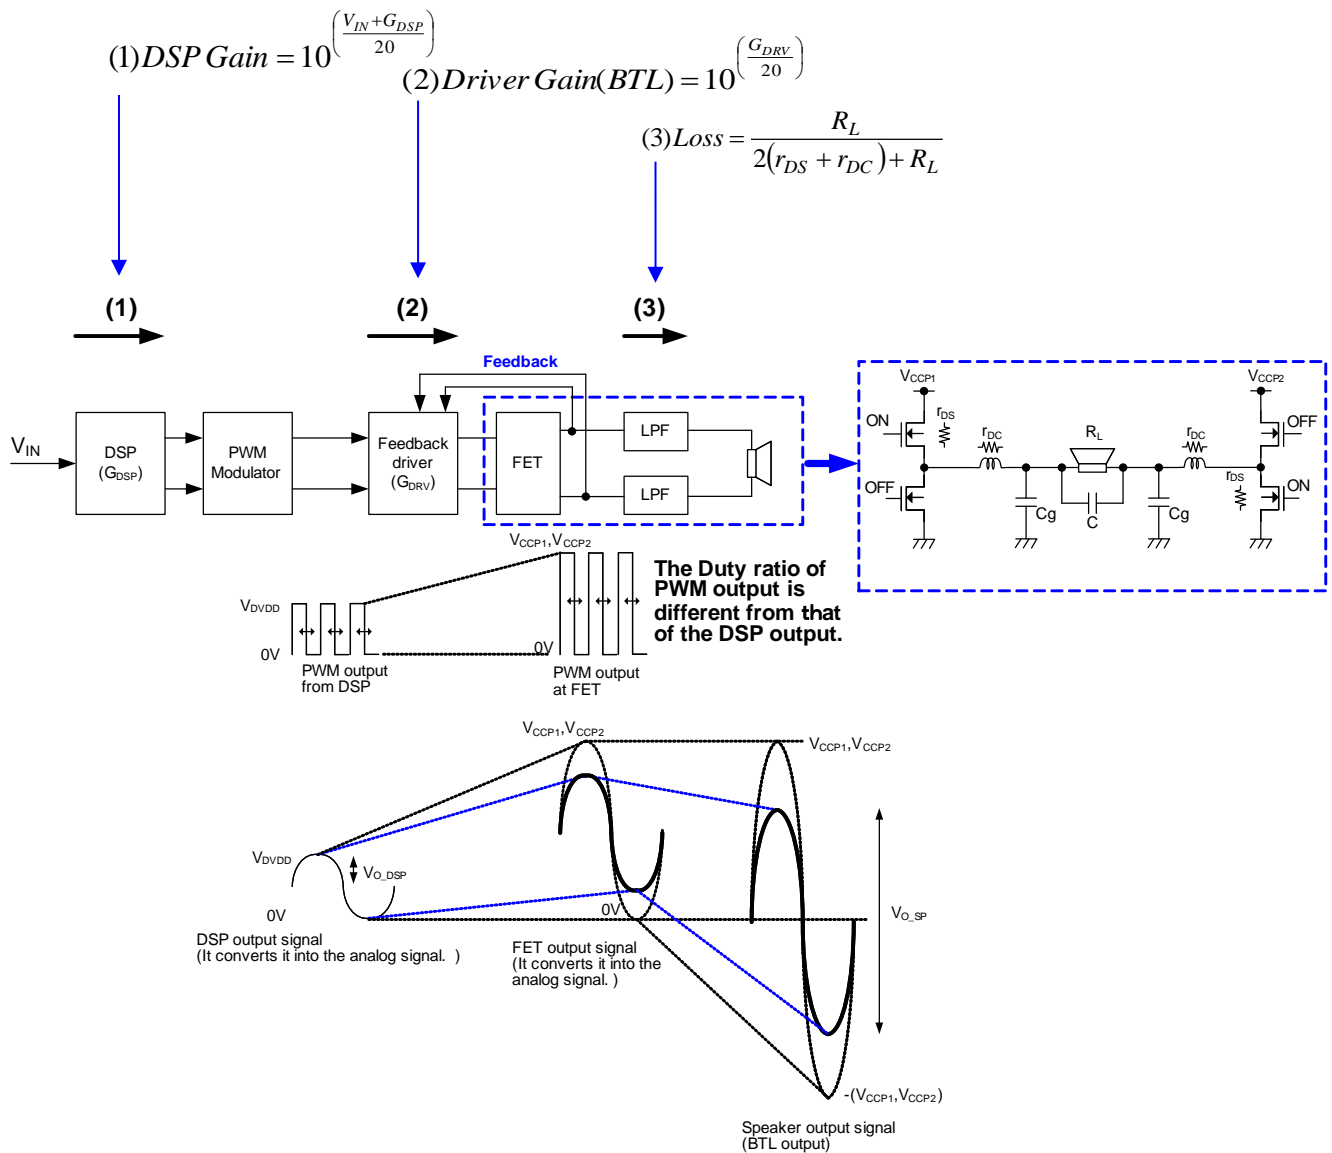 (1) DSP Gain = 10^((V_IN + G_DSP)/20)
(2) Driver Gain(BTL) = 10^(G_DRV/20)
(3) Loss = R_L / (2(r_DS + r_DC) + R_L)
(1)
(2)
(3)
Feedback
V_IN
DSP
(G_DSP)
PWM
Modulator
Feedback
driver
(G_DRV)
FET
LPF
LPF
V_CCP1
V_CCP2
ON
r_DS
OFF
r_DC
R_L
r_DC
OFF
r_DS
ON
Cg
C
Cg
V_CCP1,V_CCP2
V_DVDD
0V
0V
PWM output
from DSP
PWM output
at FET
The Duty ratio of
PWM output is
different from that
of the DSP output.
V_CCP1,V_CCP2
V_CCP1,V_CCP2
V_DVDD
V_O_DSP
0V
0V
V_O_SP
DSP output signal
(It converts it into the analog signal. )
FET output signal
(It converts it into the
analog signal. )
-(V_CCP1,V_CCP2)
Speaker output signal
(BTL output)